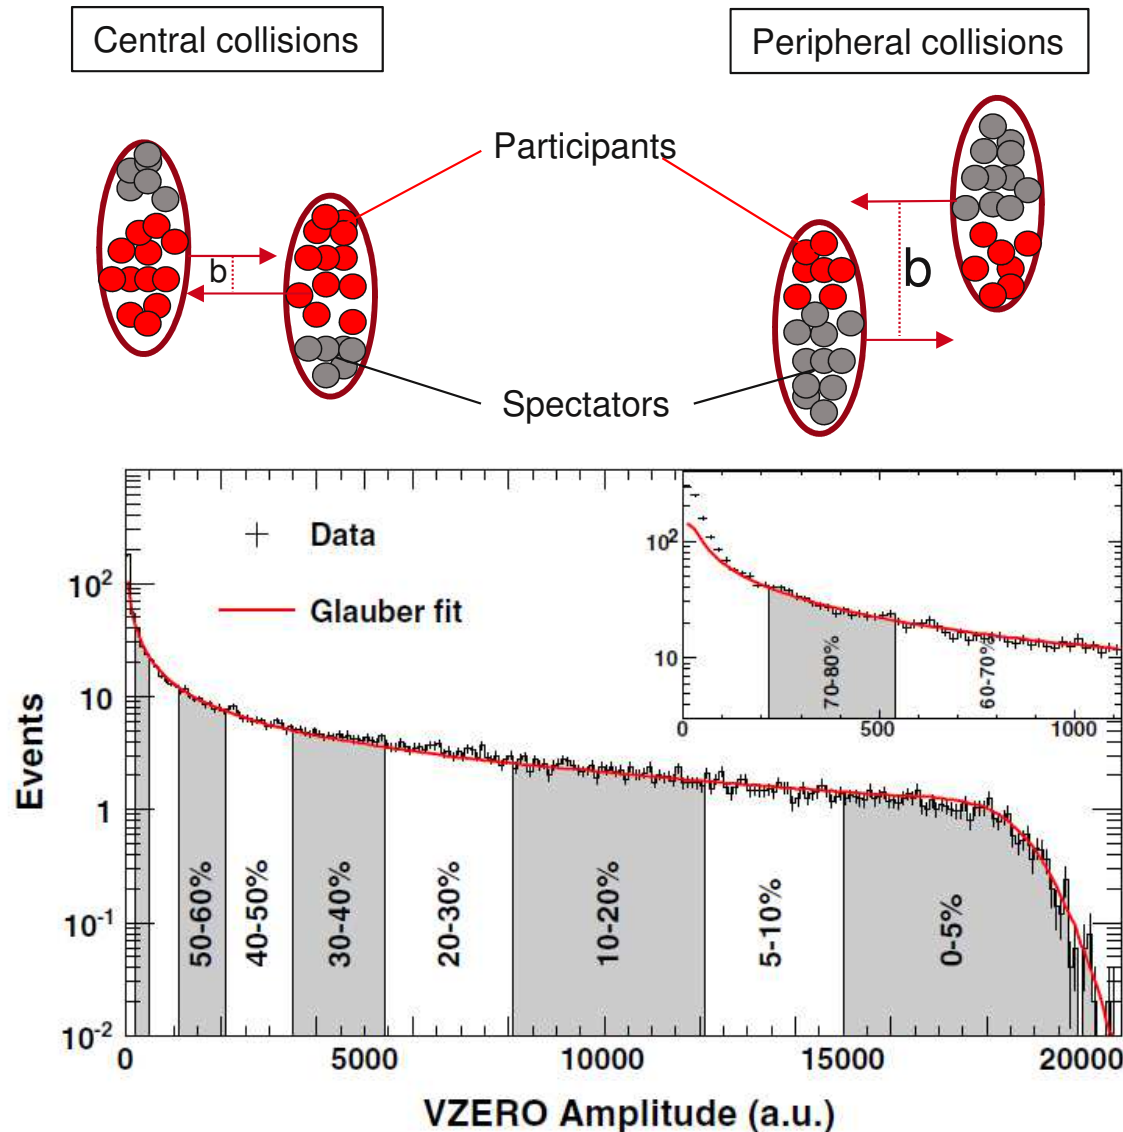 Central collisions
Peripheral collisions
Participants
b
b
Spectators
Data
Glauber fit
Events
10²
10
1
10⁻¹
10⁻²
0
5000
10000
15000
20000
VZERO Amplitude (a.u.)
50-60%
40-50%
30-40%
20-30%
10-20%
5-10%
0-5%
10²
10
0
500
1000
70-80%
60-70%